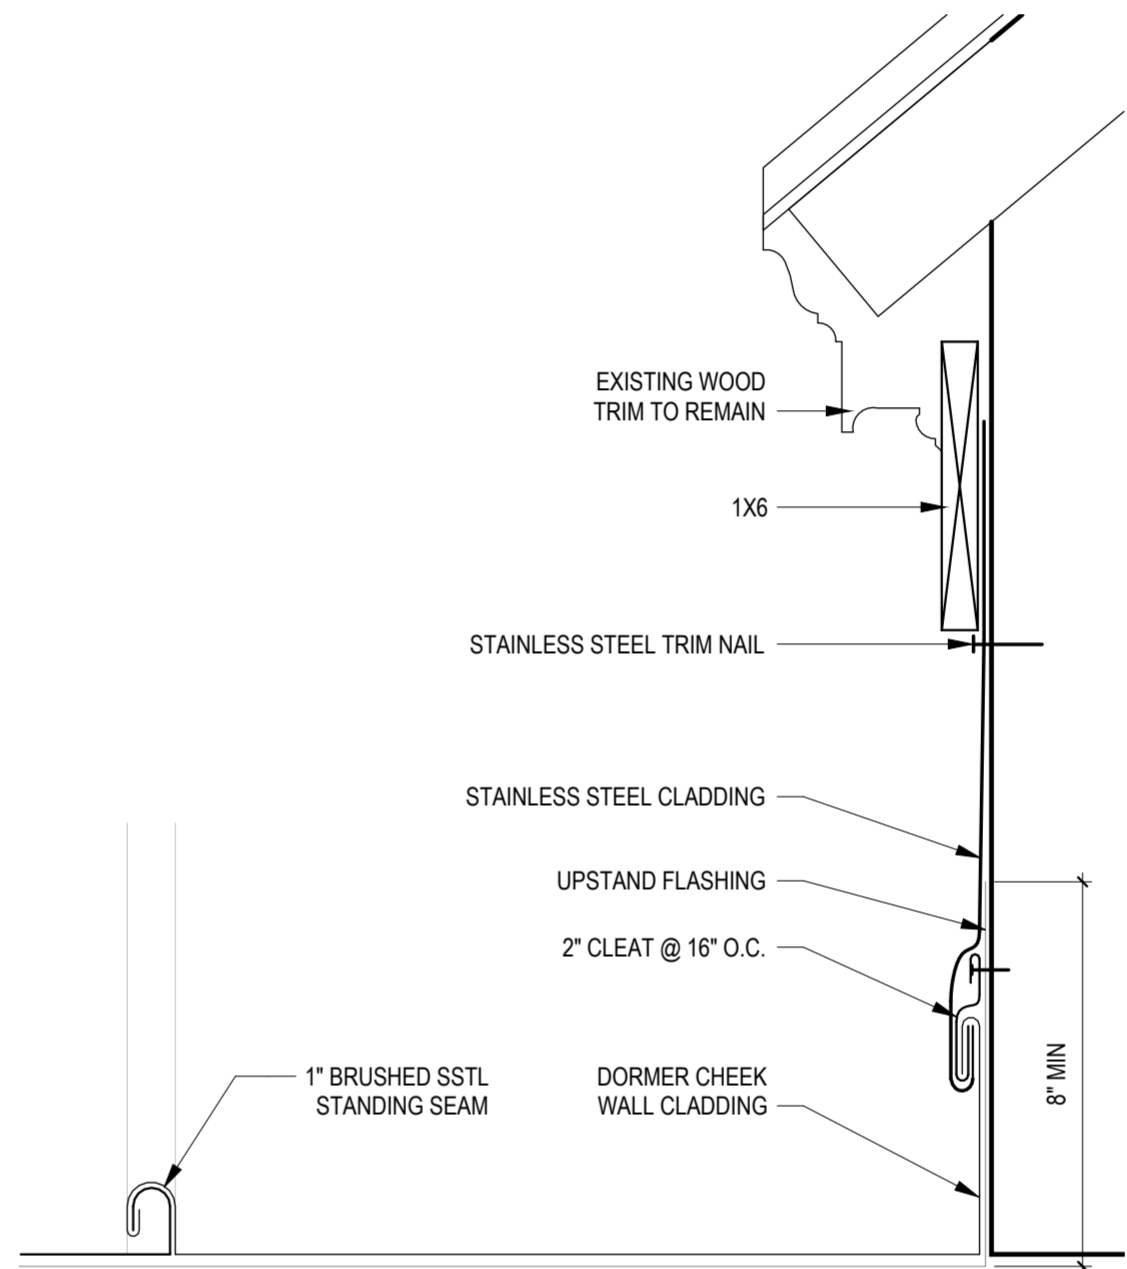 EXISTING WOOD
TRIM TO REMAIN
1X6
STAINLESS STEEL TRIM NAIL
STAINLESS STEEL CLADDING
UPSTAND FLASHING
2" CLEAT @ 16" O.C.
1" BRUSHED SSTL
STANDING SEAM
DORMER CHEEK
WALL CLADDING
8" MIN